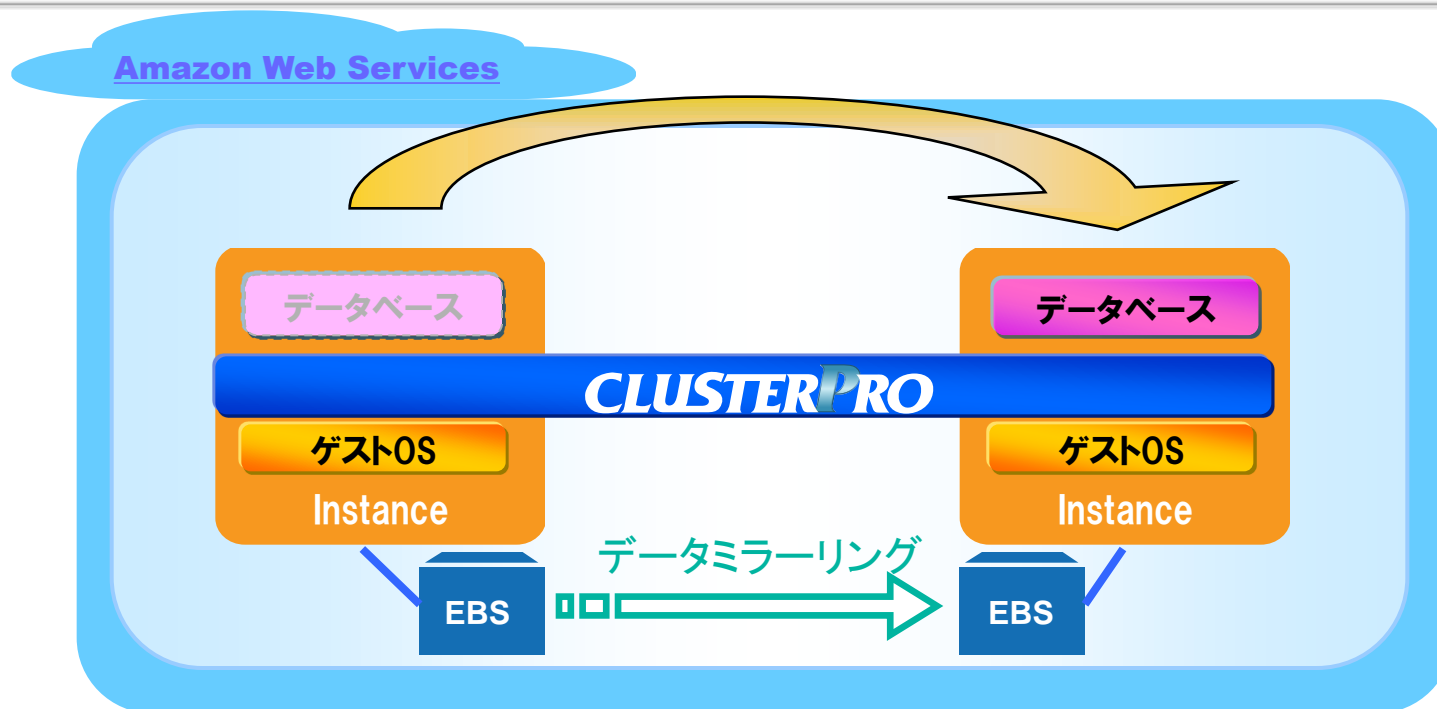 Amazon Web Services
データベース
データベース
CLUSTERPRO
ゲストOS
ゲストOS
Instance
Instance
データミラーリング
EBS
EBS